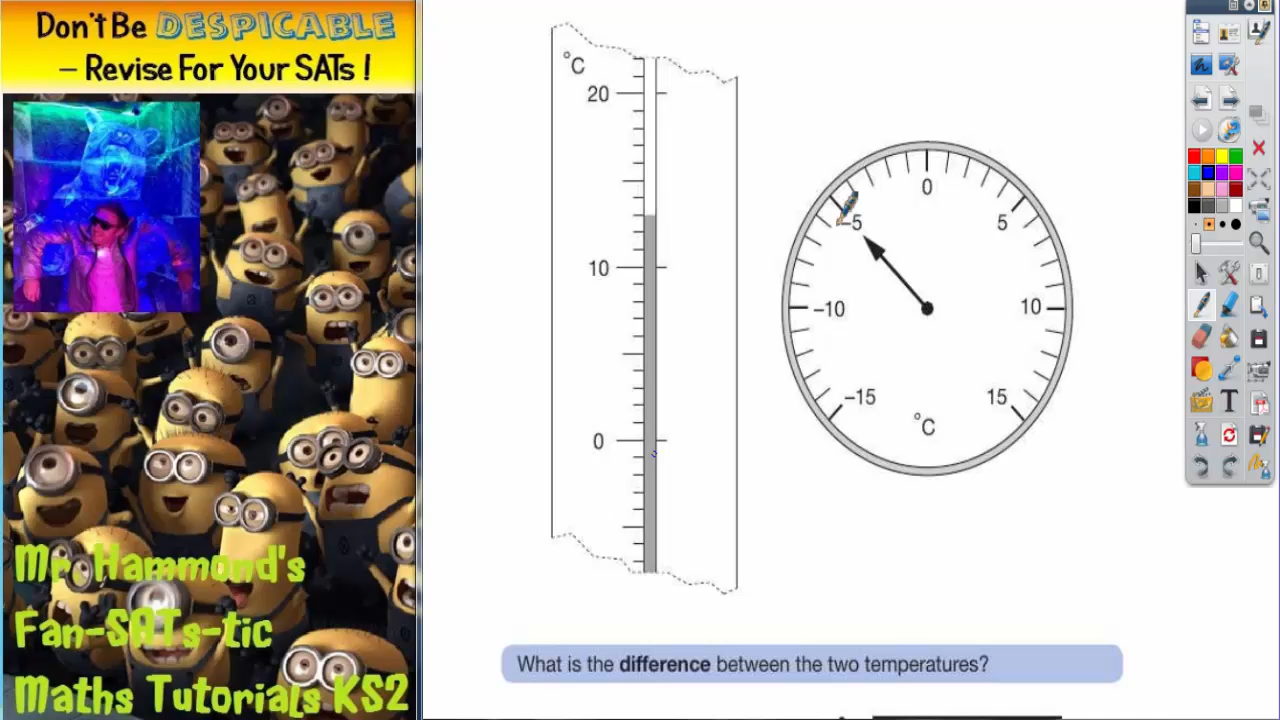 Don't Be DESPICABLE
– Revise For Your SATs !
Mr. Hammond's
Fan-SATs-tic
Maths Tutorials KS2
°C
20
10
0
0
–5
5
–10
10
–15
15
°C
What is the difference between the two temperatures?